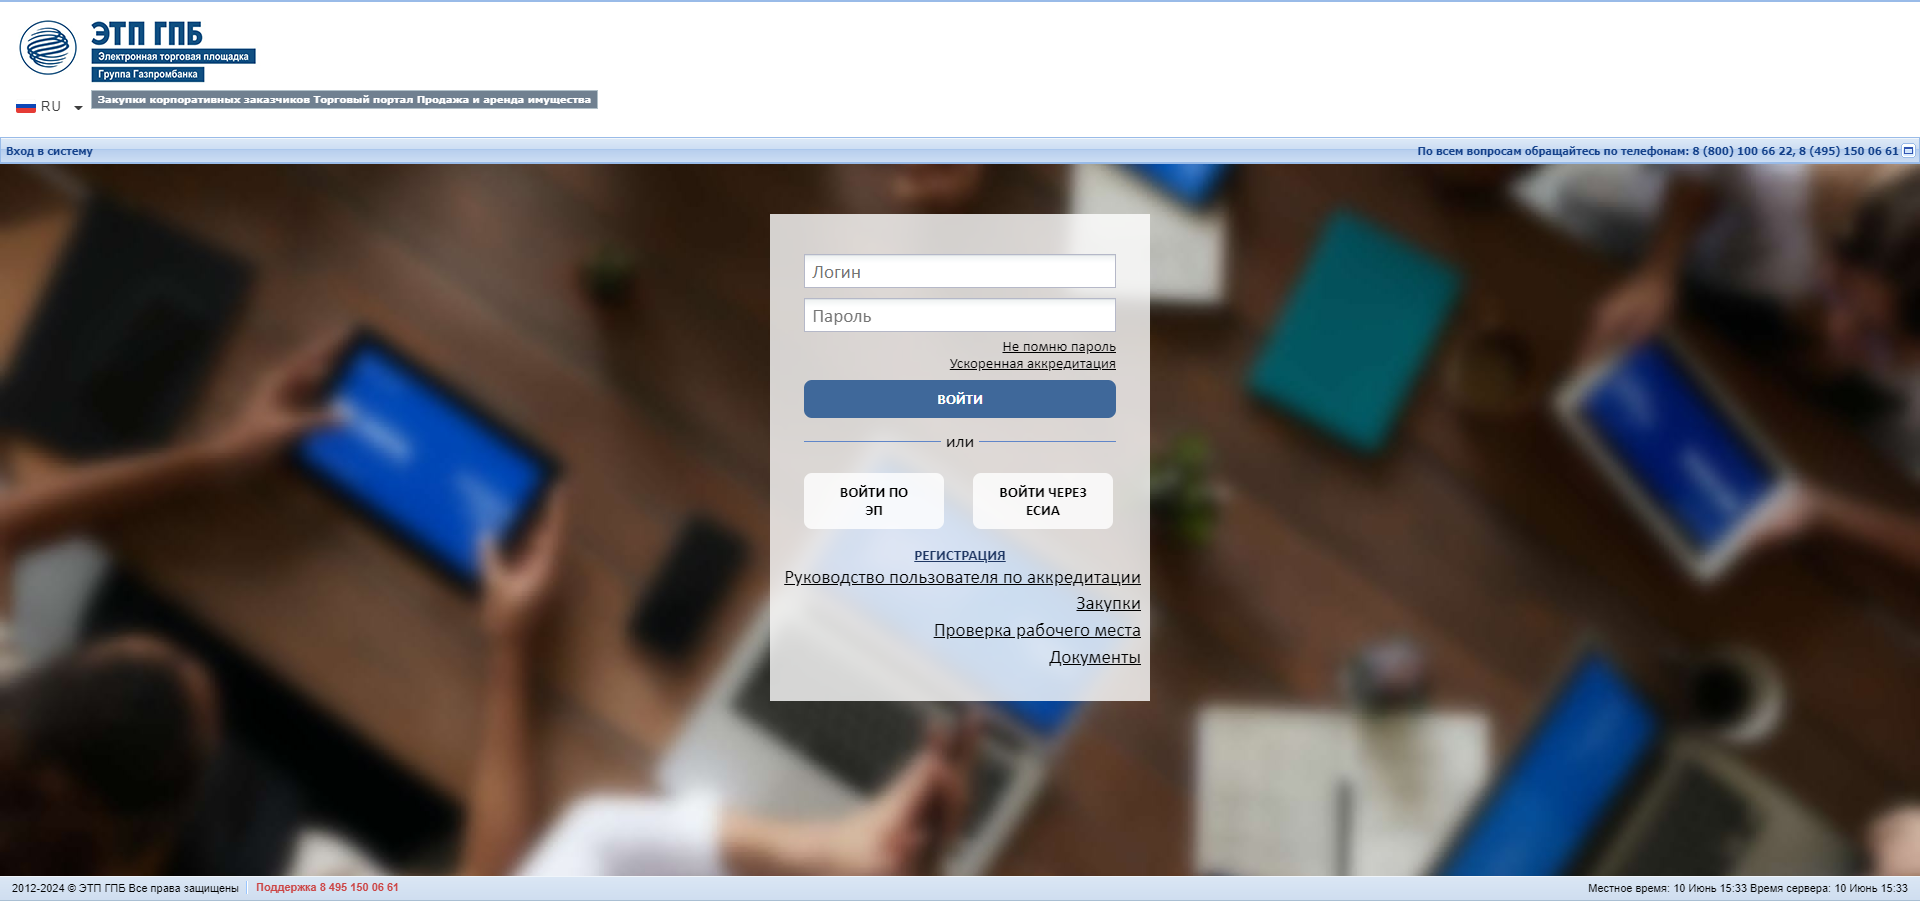 ЭТП ГПБ
Электронная торговая площадка
Группа Газпромбанка
RU
Закупки корпоративных заказчиков Торговый портал Продажа и аренда имущества
Вход в систему
По всем вопросам обращайтесь по телефонам: 8 (800) 100 66 22, 8 (495) 150 06 61
Логин
Пароль
Не помню пароль
Ускоренная аккредитация
ВОЙТИ
или
ВОЙТИ ПО
ЭП
ВОЙТИ ЧЕРЕЗ
ЕСИА
РЕГИСТРАЦИЯ
Руководство пользователя по аккредитации
Закупки
Проверка рабочего места
Документы
2012-2024 © ЭТП ГПБ Все права защищены
Поддержка 8 495 150 06 61
Местное время: 10 Июнь 15:33 Время сервера: 10 Июнь 15:33